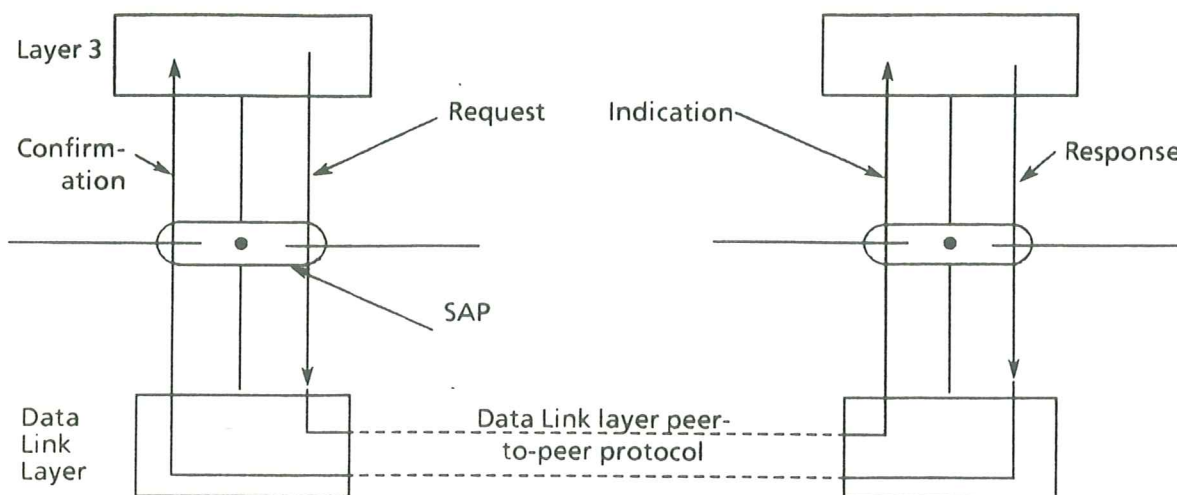 Layer 3
Confirm-
ation
Request
Indication
Response
SAP
Data
Link
Layer
Data Link layer peer-
to-peer protocol